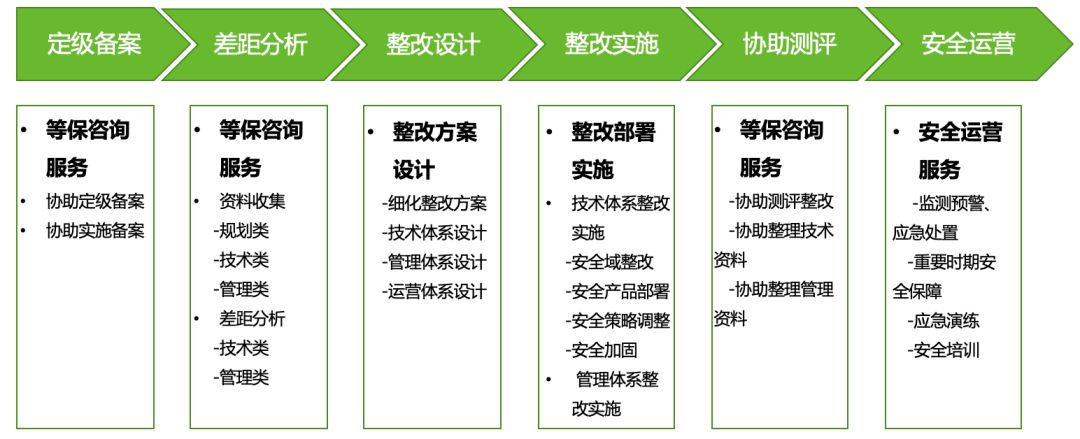 定级备案
差距分析
整改设计
整改实施
协助测评
安全运营
• 等保咨询
服务
• 协助定级备案
• 协助实施备案
• 等保咨询
服务
• 资料收集
-规划类
-技术类
-管理类
• 差距分析
-技术类
-管理类
• 整改方案
设计
-细化整改方案
-技术体系设计
-管理体系设计
-运营体系设计
• 整改部署
实施
• 技术体系整改
实施
-安全域整改
-安全产品部署
-安全策略调整
-安全加固
• 管理体系整
改实施
• 等保咨询
服务
-协助测评整改
-协助整理技术
资料
-协助整理管理
资料
• 安全运营
服务
-监测预警、
应急处置
-重要时期安
全保障
-应急演练
-安全培训